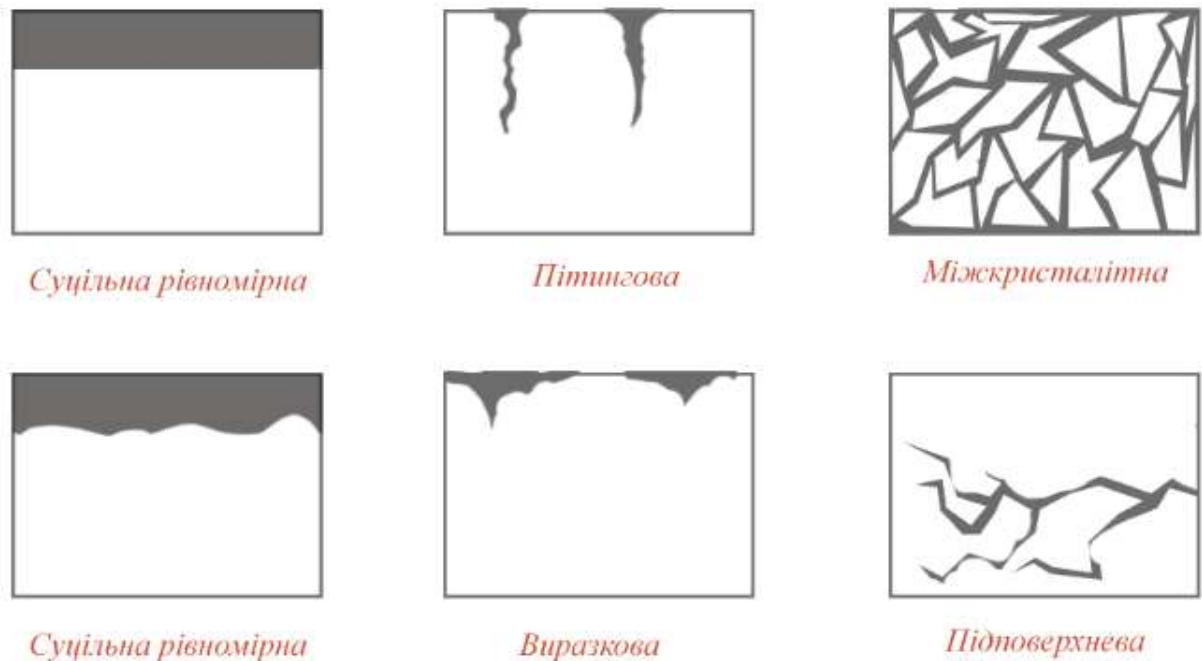 Суцільна рівномірна
Пітингова
Міжкристалітна
Суцільна рівномірна
Виразкова
Підповерхнева